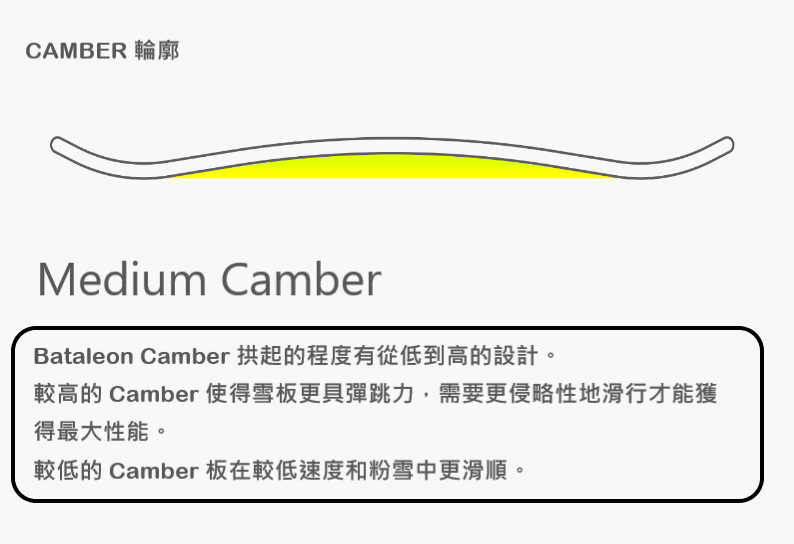 CAMBER 輪廓
Medium Camber
Bataleon Camber 拱起的程度有從低到高的設計。
較高的 Camber 使得雪板更具彈跳力，需要更侵略性地滑行才能獲
得最大性能。
較低的 Camber 板在較低速度和粉雪中更滑順。